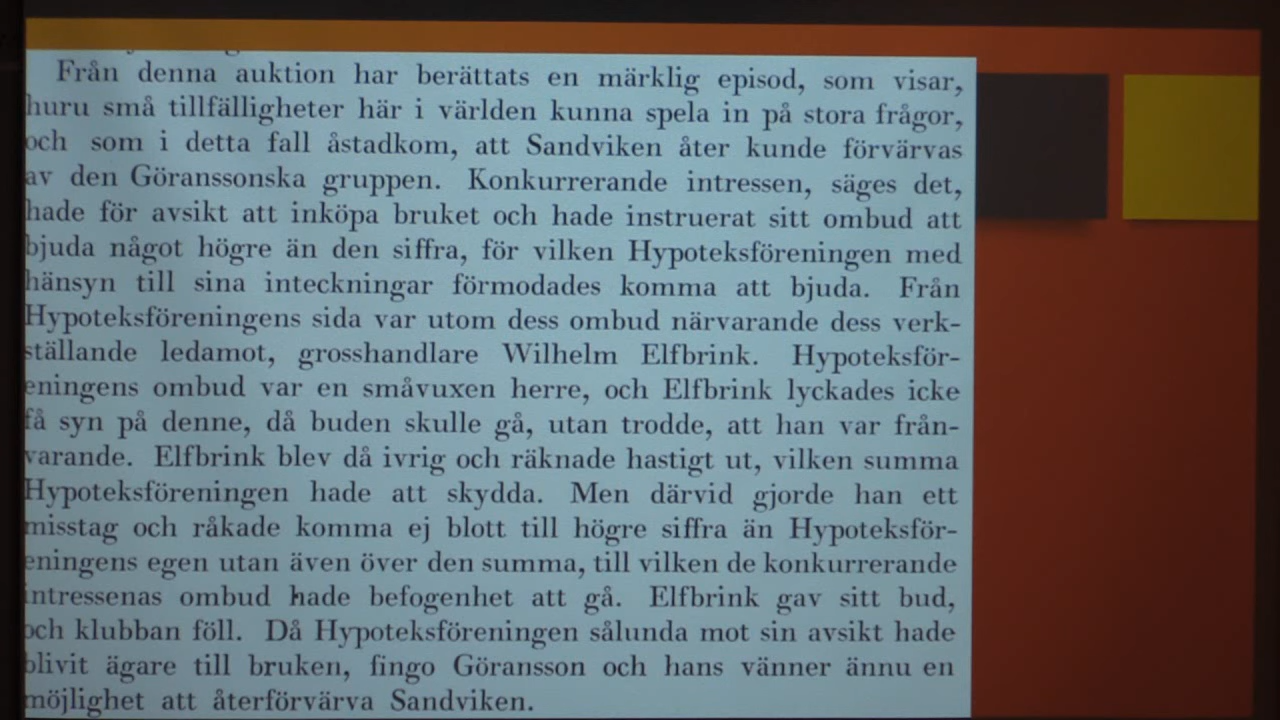 Från denna auktion har berättats en märklig episod, som visar,
huru små tillfälligheter här i världen kunna spela in på stora frågor,
och som i detta fall åstadkom, att Sandviken åter kunde förvärvas
av den Göranssonska gruppen. Konkurrerande intressen, säges det,
hade för avsikt att inköpa bruket och hade instruerat sitt ombud att
bjuda något högre än den siffra, för vilken Hypoteksföreningen med
hänsyn till sina inteckningar förmodades komma att bjuda. Från
Hypoteksföreningens sida var utom dess ombud närvarande dess verk-
ställande ledamot, grosshandlare Wilhelm Elfbrink. Hypoteksför-
eningens ombud var en småvuxen herre, och Elfbrink lyckades icke
få syn på denne, då buden skulle gå, utan trodde, att han var från-
varande. Elfbrink blev då ivrig och räknade hastigt ut, vilken summa
Hypoteksföreningen hade att skydda. Men därvid gjorde han ett
misstag och råkade komma ej blott till högre siffra än Hypoteksför-
eningens egen utan även över den summa, till vilken de konkurrerande
intressenas ombud hade befogenhet att gå. Elfbrink gav sitt bud,
och klubban föll. Då Hypoteksföreningen sålunda mot sin avsikt hade
blivit ägare till bruken, fingo Göransson och hans vänner ännu en
möjlighet att återförvärva Sandviken.